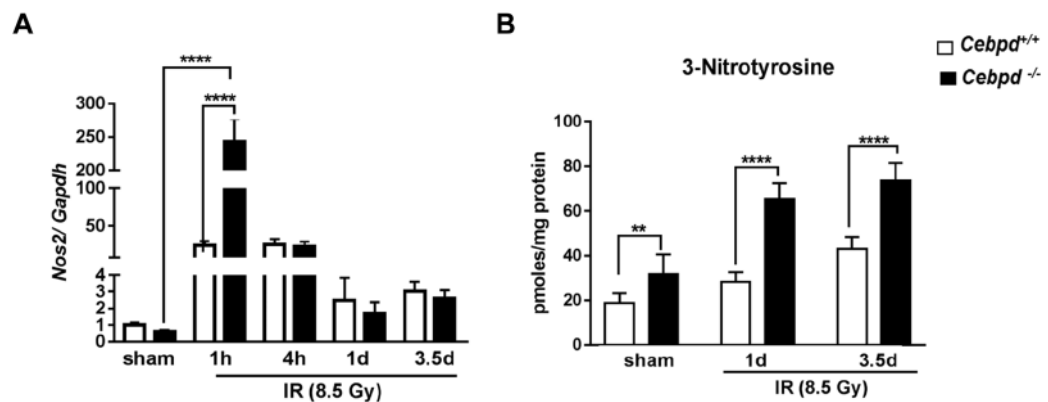 A
****
****
300
250
200
100
50
4
3
2
1
0
Nos2/ Gapdh
sham 1h 4h 1d 3.5d
IR (8.5 Gy)
B
Cebpd+/+
Cebpd -/-
3-Nitrotyrosine
100
80
60
40
20
0
pmoles/mg protein
**
****
****
sham 1d 3.5d
IR (8.5 Gy)